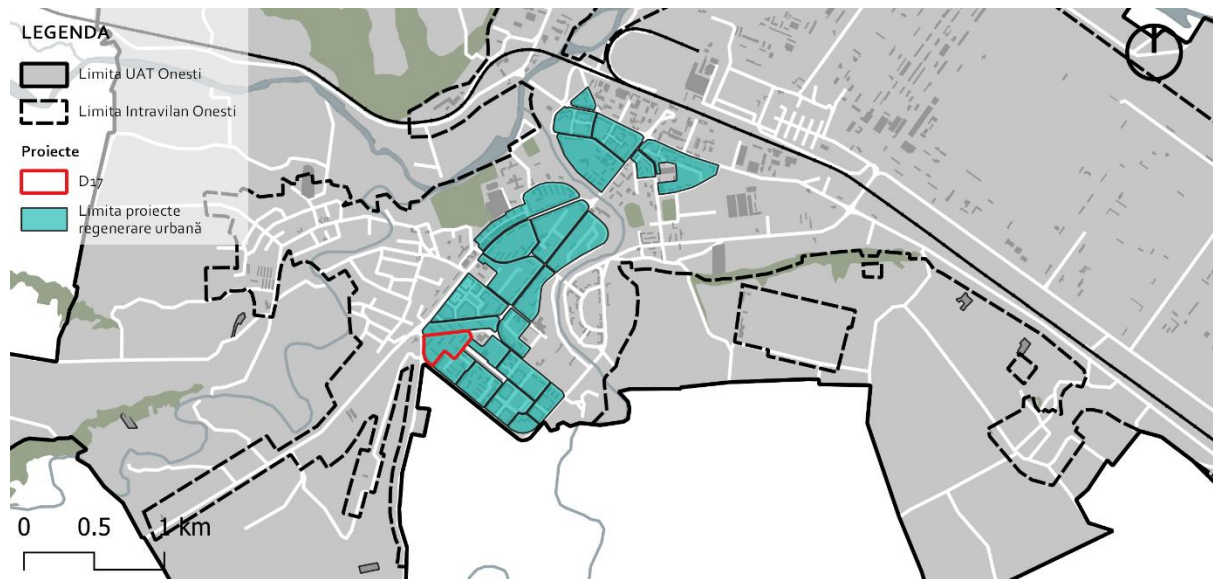 LEGENDA
Limita UAT Onesti
Limita Intravilan Onesti
Proiecte
D17
Limita proiecte
regenerare urbană
0 0.5 1 km